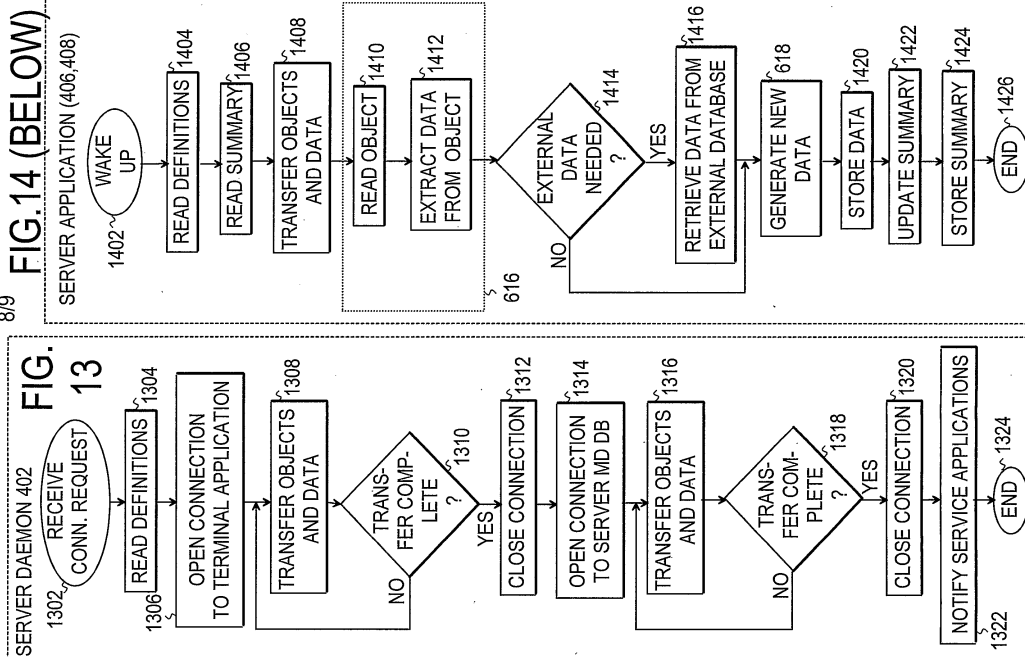 8/9
FIG.
13
SERVER DAEMON 402
RECEIVE
CONN. REQUEST
1302
READ DEFINITIONS
1304
OPEN CONNECTION
TO TERMINAL APPLICATION
1306
TRANSFER OBJECTS
AND DATA
1308
TRANS-
FER COMP-
LETE
?
1310
NO
YES
CLOSE CONNECTION
1312
OPEN CONNECTION
TO SERVER MD DB
1314
TRANSFER OBJECTS
AND DATA
1316
TRANS-
FER COM-
PLETE
?
1318
NO
YES
CLOSE CONNECTION
1320
NOTIFY SERVICE APPLICATIONS
1322
END
1324
FIG.14 (BELOW)
SERVER APPLICATION (406,408)
WAKE
UP
1402
READ DEFINITIONS
1404
READ SUMMARY
1406
TRANSFER OBJECTS
AND DATA
1408
READ OBJECT
1410
EXTRACT DATA
FROM OBJECT
1412
616
EXTERNAL
DATA
NEEDED
?
1414
NO
YES
RETRIEVE DATA FROM
EXTERNAL DATABASE
1416
GENERATE NEW
DATA
618
STORE DATA
1420
UPDATE SUMMARY
1422
STORE SUMMARY
1424
END
1426